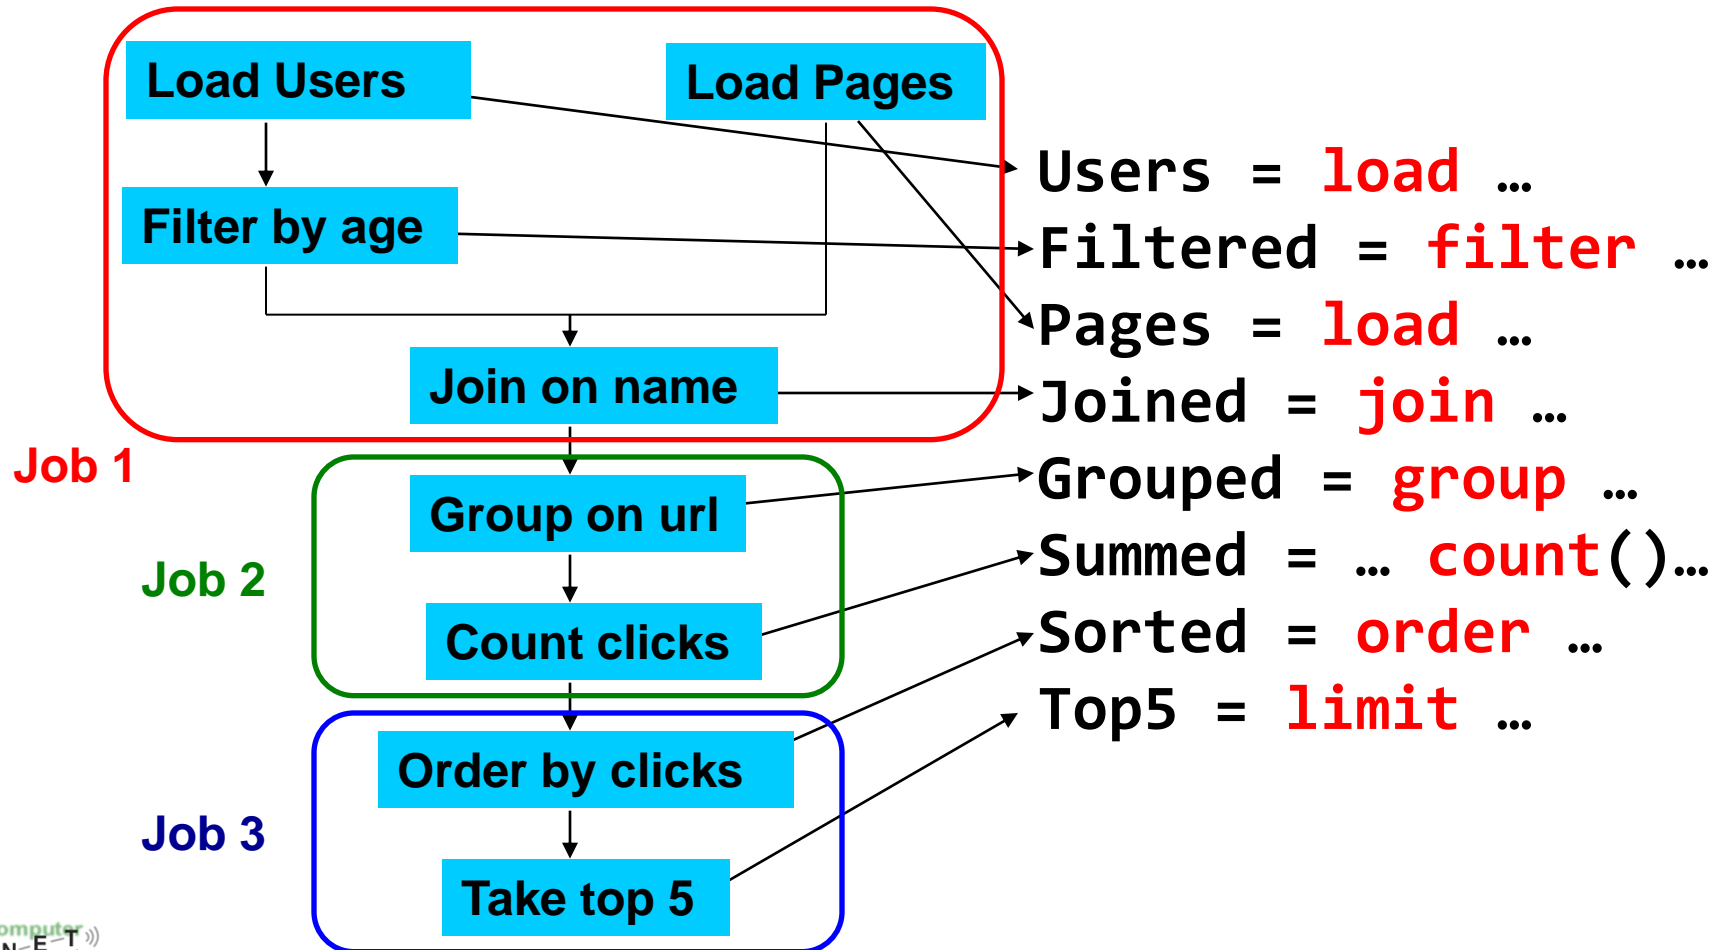 Load Users
Load Pages
Filter by age
Join on name
Job 1
Group on url
Job 2
Count clicks
Order by clicks
Job 3
Take top 5
Users = load …
Filtered = filter …
Pages = load …
Joined = join …
Grouped = group …
Summed = … count()…
Sorted = order …
Top5 = limit …